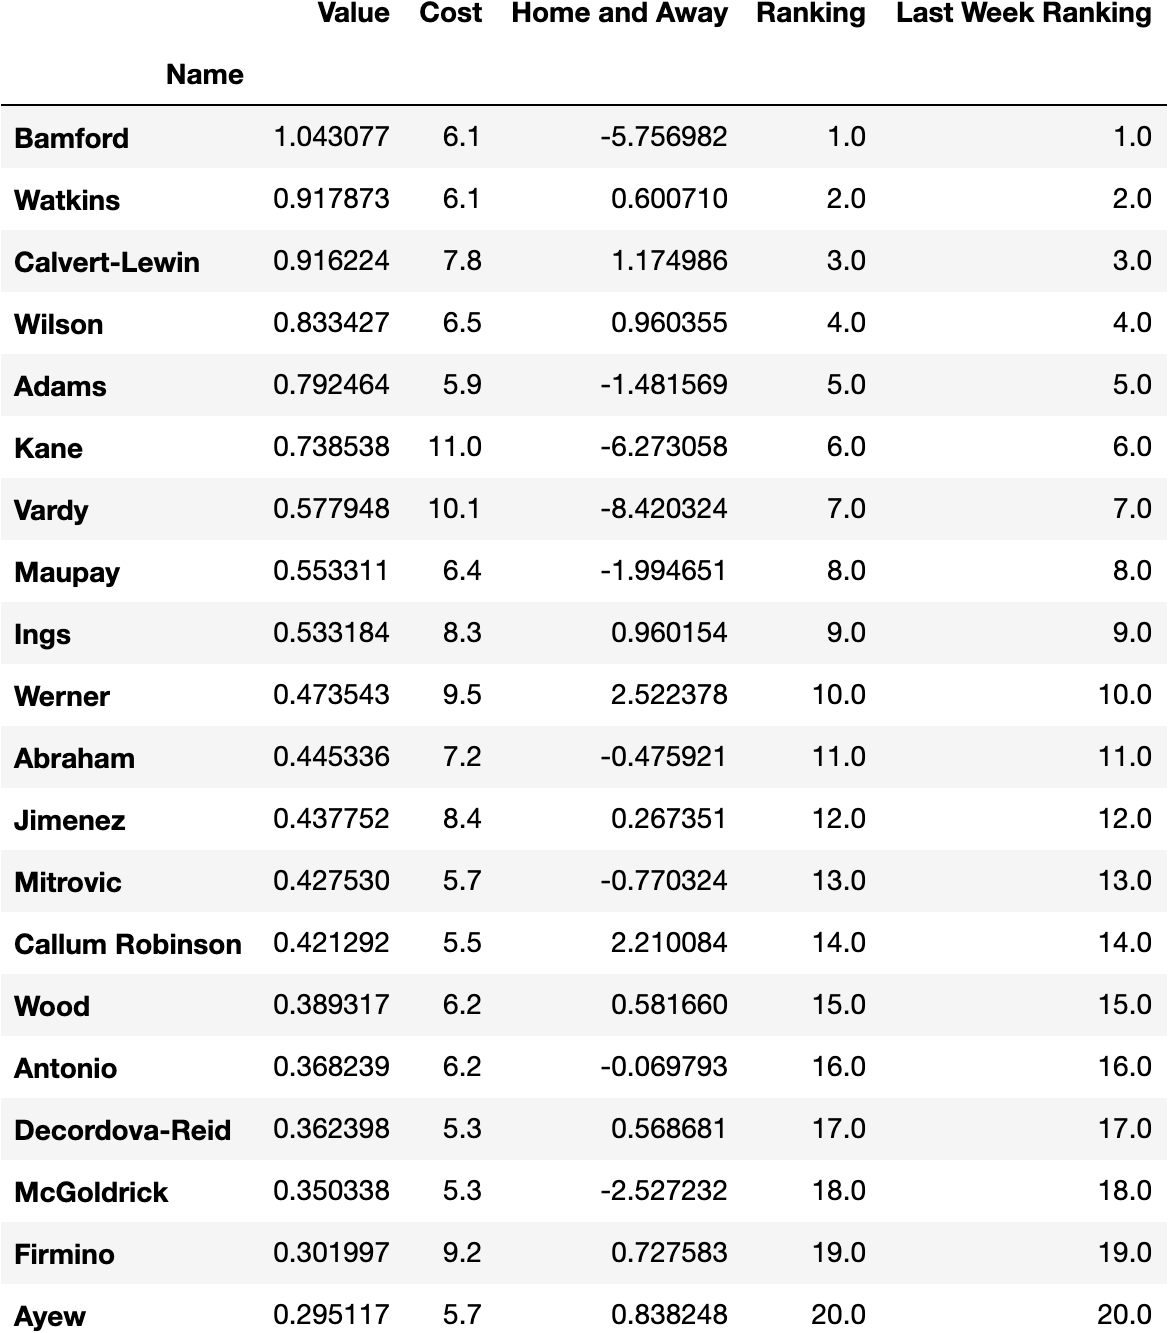 Value Cost Home and Away Ranking Last Week Ranking
Name
Bamford 1.043077 6.1 -5.756982 1.0 1.0
Watkins 0.917873 6.1 0.600710 2.0 2.0
Calvert-Lewin 0.916224 7.8 1.174986 3.0 3.0
Wilson 0.833427 6.5 0.960355 4.0 4.0
Adams 0.792464 5.9 -1.481569 5.0 5.0
Kane 0.738538 11.0 -6.273058 6.0 6.0
Vardy 0.577948 10.1 -8.420324 7.0 7.0
Maupay 0.553311 6.4 -1.994651 8.0 8.0
Ings 0.533184 8.3 0.960154 9.0 9.0
Werner 0.473543 9.5 2.522378 10.0 10.0
Abraham 0.445336 7.2 -0.475921 11.0 11.0
Jimenez 0.437752 8.4 0.267351 12.0 12.0
Mitrovic 0.427530 5.7 -0.770324 13.0 13.0
Callum Robinson 0.421292 5.5 2.210084 14.0 14.0
Wood 0.389317 6.2 0.581660 15.0 15.0
Antonio 0.368239 6.2 -0.069793 16.0 16.0
Decordova-Reid 0.362398 5.3 0.568681 17.0 17.0
McGoldrick 0.350338 5.3 -2.527232 18.0 18.0
Firmino 0.301997 9.2 0.727583 19.0 19.0
Ayew 0.295117 5.7 0.838248 20.0 20.0